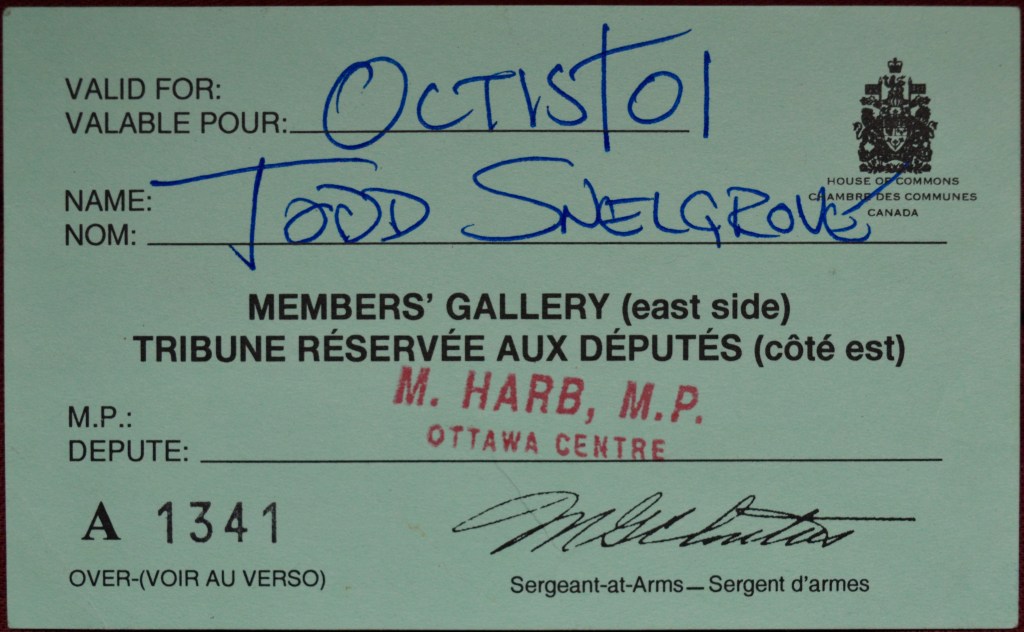 VALID FOR:
VALABLE POUR: OCT 1ST 01
HOUSE OF COMMONS
CHAMBRE DES COMMUNES
CANADA
NAME:
NOM: TODD SNELGROVE
MEMBERS' GALLERY (east side)
TRIBUNE RÉSERVÉE AUX DÉPUTÉS (côté est)
M. HARB, M.P.
OTTAWA CENTRE
M.P.:
DEPUTE:
A 1341
OVER-(VOIR AU VERSO)
Sergeant-at-Arms – Sergent d'armes